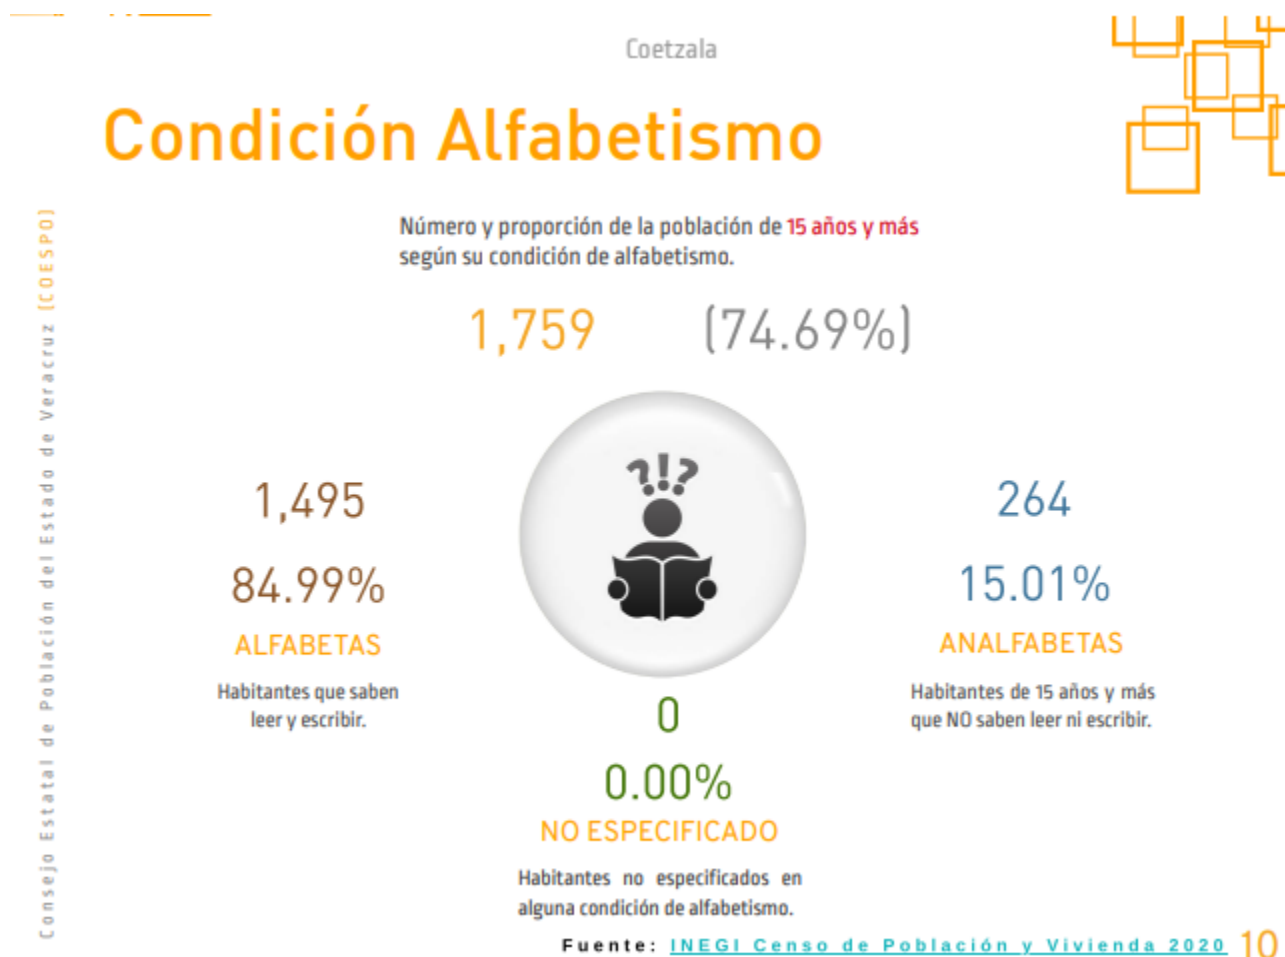 Coetzala
Condición Alfabetismo
Consejo Estatal de Población del Estado de Veracruz (COESPO)
Número y proporción de la población de 15 años y más
según su condición de alfabetismo.
1,759 (74.69%)
?!?
1,495
84.99%
ALFABETAS
Habitantes que saben
leer y escribir.
264
15.01%
ANALFABETAS
Habitantes de 15 años y más
que NO saben leer ni escribir.
0
0.00%
NO ESPECIFICADO
Habitantes no especificados en
alguna condición de alfabetismo.
Fuente: INEGI Censo de Población y Vivienda 2020 10